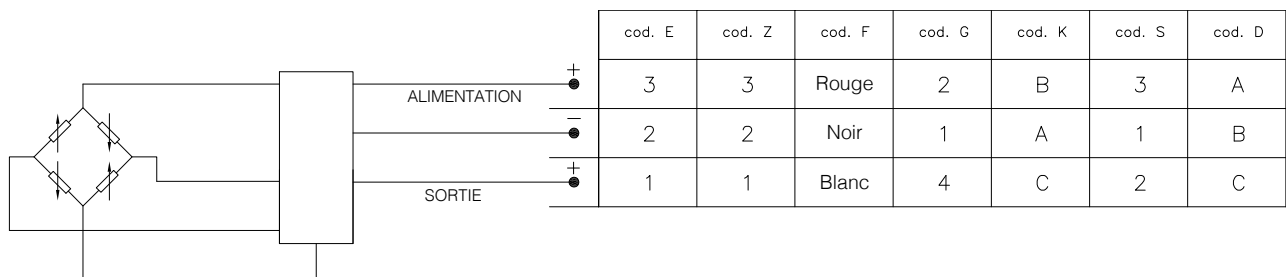 cod. E cod. Z cod. F cod. G cod. K cod. S cod. D
ALIMENTATION + 3 3 Rouge 2 B 3 A
− 2 2 Noir 1 A 1 B
SORTIE + 1 1 Blanc 4 C 2 C